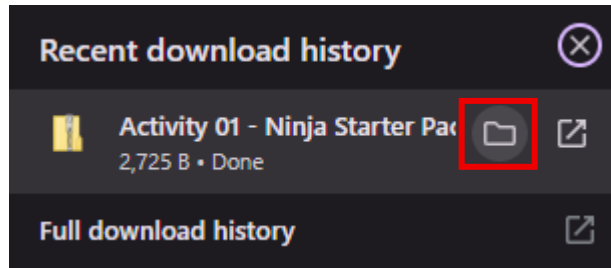 Recent download history
Activity 01 - Ninja Starter Pac
2,725 B • Done
Full download history